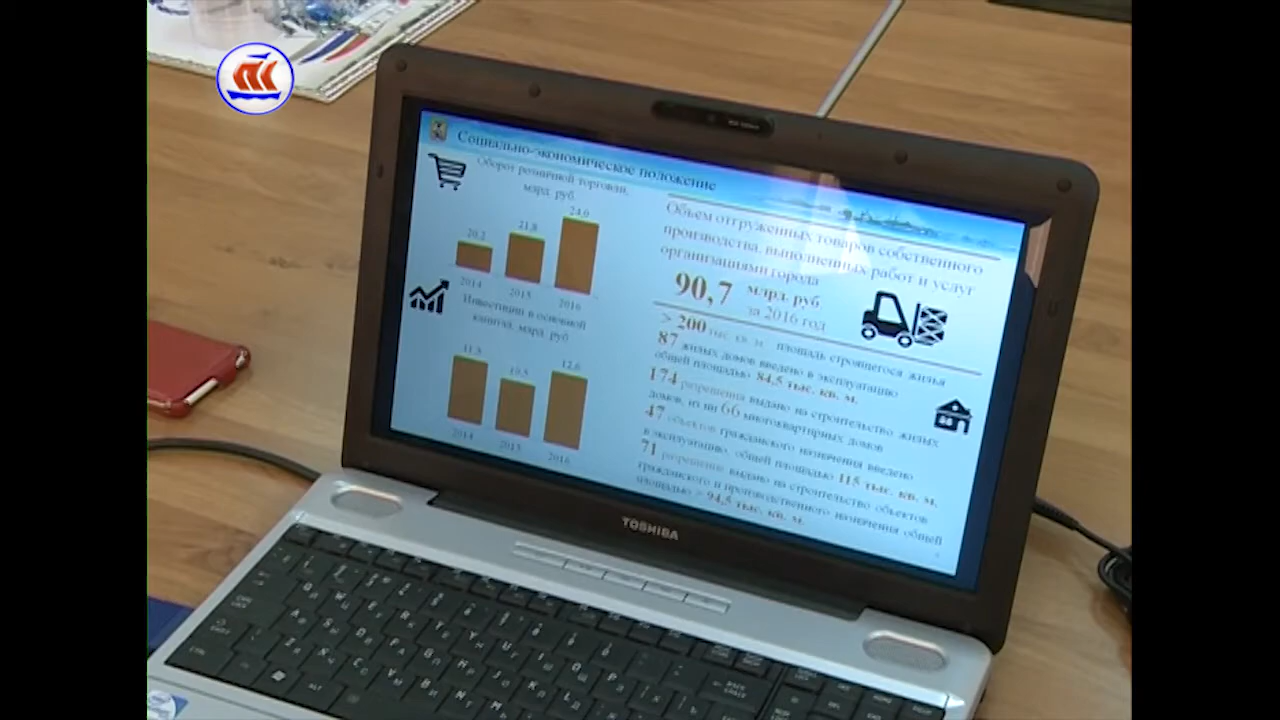 Социально-экономическое положение
Оборот розничной торговли,
млрд. руб.
20,2
21,8
24,0
2014
2015
2016
Инвестиции в основной
капитал, млрд. руб
11,3
10,5
12,6
2014
2015
2016
Объем отгруженных товаров собственного
производства, выполненных работ и услуг
организациями города
90,7 млрд. руб
за 2016 год
> 200 тыс. кв. м. площадь строящегося жилья
87 жилых домов введено в эксплуатацию
общей площадью 84,5 тыс. кв. м.
174 разрешения выдано на строительство жилых
домов, из ни 66 многоквартирных домов
47 объектов гражданского назначения введено
в эксплуатацию, общей площадью 115 тыс. кв. м.
71 разрешение выдано на строительство объектов
гражданского и производственного назначения общей
площадью > 94,5 тыс. кв. м.
TOSHIBA